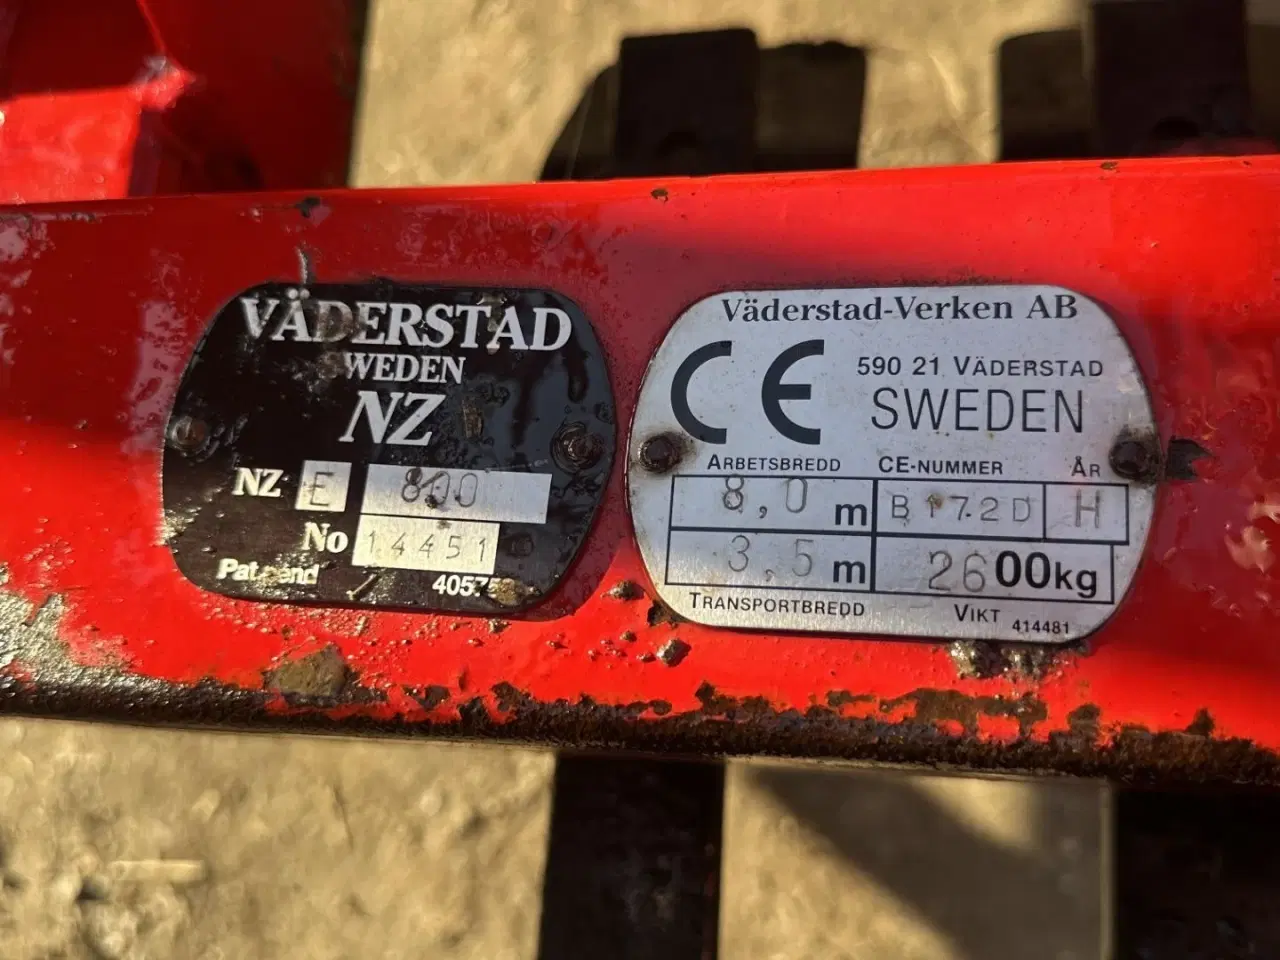 VÄDERSTAD
SWEDEN
NZ
NZ E 800
No 14451
Pat.pend
Väderstad-Verken AB
CE
590 21 VÄDERSTAD
SWEDEN
ARBETSBREDD CE-NUMMER ÅR
8,0 m B172D H
3,5 m 2600kg
TRANSPORTBREDD VIKT 414481